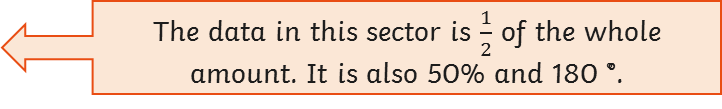 The data in this sector is 1/2 of the whole
amount. It is also 50% and 180 °.